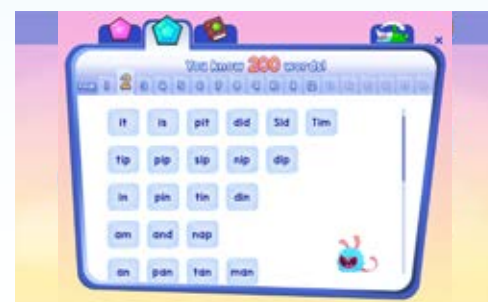 You know 200 words!
2
it is pit did Sid Tim
tip pip sip nip dip
in pin tin din
am and nap
an pan tan man